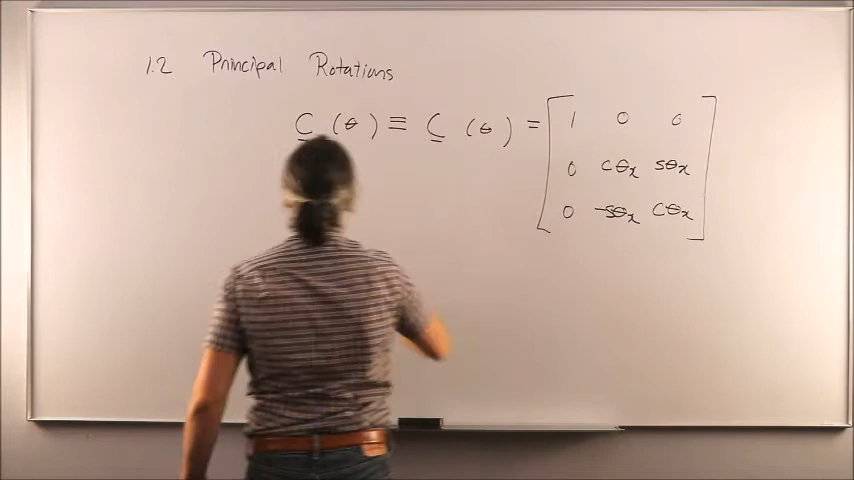 1.2 Principal Rotations
C (θ) ≡ C (θ) = [ 1 0 0
0 cθx sθx
0 -sθx cθx ]